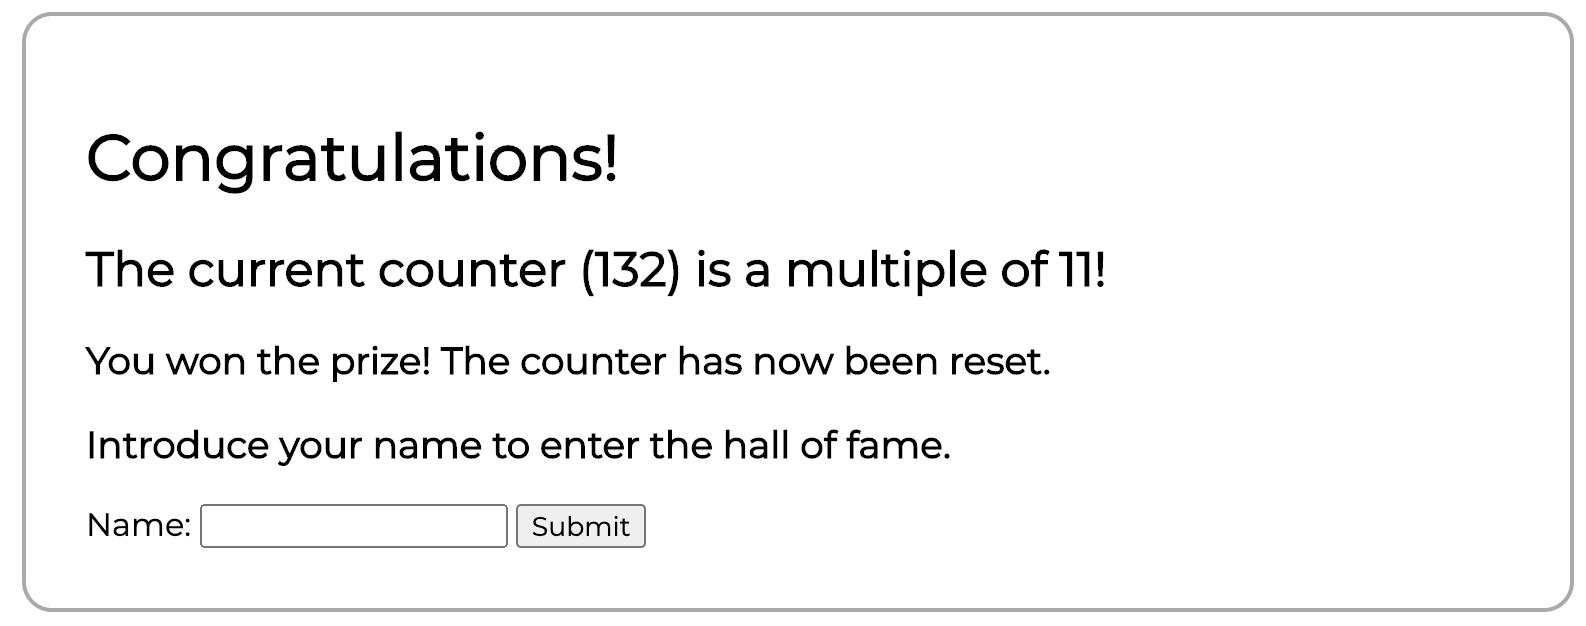 Congratulations!
The current counter (132) is a multiple of 11!
You won the prize! The counter has now been reset.
Introduce your name to enter the hall of fame.
Name: Submit